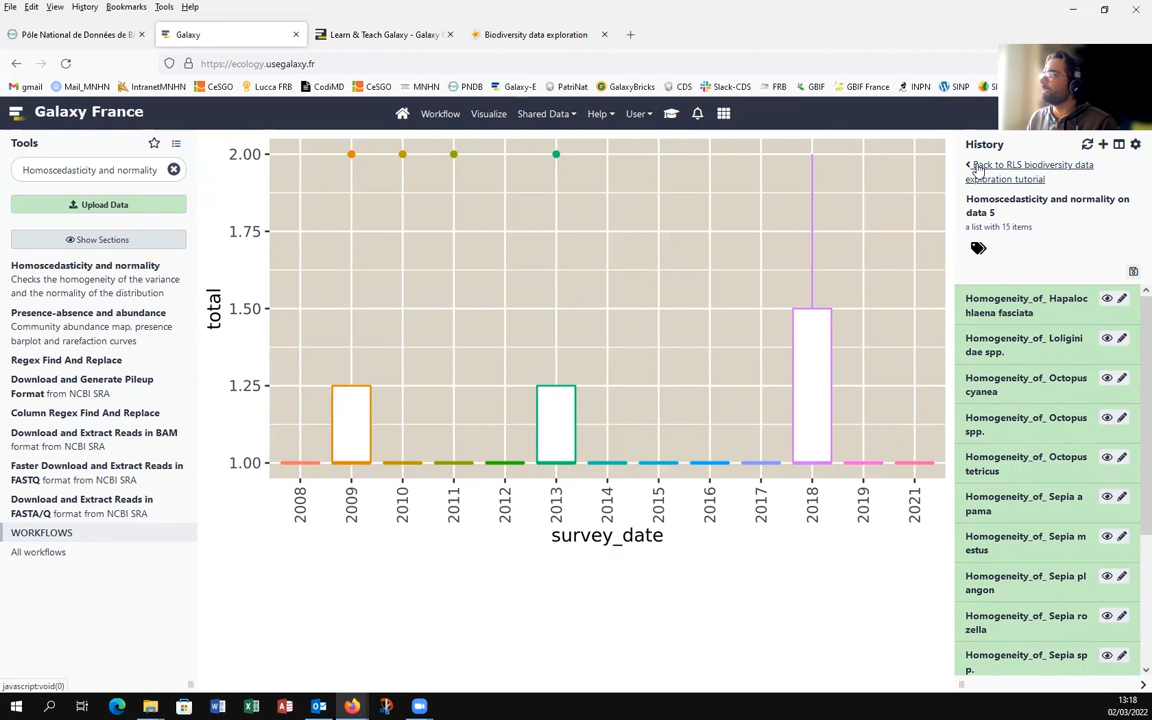 File Edit View History Bookmarks Tools Help
Pôle National de Données de Bi
Galaxy
Learn & Teach Galaxy - Galaxy C
Biodiversity data exploration
https://ecology.usegalaxy.fr
gmail Mail_MNHN IntranetMNHN CeSGO Lucca FRB CodiMD CeSGO MNHN PNDB Galaxy-E PatriNat GalaxyBricks CDS Slack-CDS FRB GBIF GBIF France INPN SINP
Galaxy France
Workflow Visualize Shared Data Help User
Tools
Homoscedasticity and normality
Upload Data
Show Sections
Homoscedasticity and normality
Checks the homogeneity of the variance
and the normality of the distribution
Presence-absence and abundance
Community abundance map, presence
barplot and rarefaction curves
Regex Find And Replace
Download and Generate Pileup
Format from NCBI SRA
Column Regex Find And Replace
Download and Extract Reads in BAM
format from NCBI SRA
Faster Download and Extract Reads in
FASTQ format from NCBI SRA
Download and Extract Reads in
FASTA/Q format from NCBI SRA
WORKFLOWS
All workflows
javascript:void(0)
2.00
1.75
1.50
1.25
1.00
total
2008 2009 2010 2011 2012 2013 2014 2015 2016 2017 2018 2019 2021
survey_date
History
Back to RLS biodiversity data
exploration tutorial
Homoscedasticity and normality on
data 5
a list with 15 items
Homogeneity_of_ Hapaloc
hlaena fasciata
Homogeneity_of_ Loligini
dae spp.
Homogeneity_of_ Octopus
cyanea
Homogeneity_of_ Octopus
spp.
Homogeneity_of_ Octopus
tetricus
Homogeneity_of_ Sepia a
pama
Homogeneity_of_ Sepia m
estus
Homogeneity_of_ Sepia pl
angon
Homogeneity_of_ Sepia ro
zella
Homogeneity_of_ Sepia sp
p.
13:18
02/03/2022